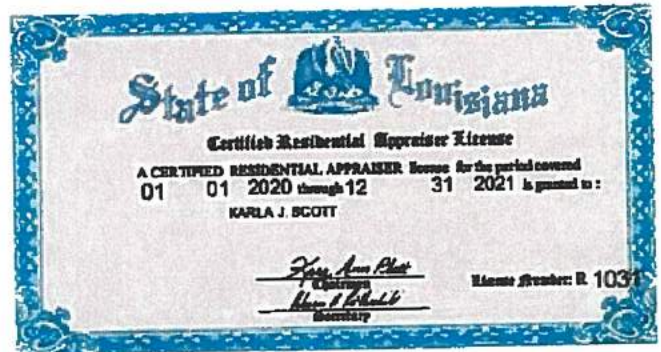 State of Louisiana
Certified Residential Appraiser License
A CERTIFIED RESIDENTIAL APPRAISER license for the period covered
01 01 2020 through 12 31 2021 is granted to :
KARLA J. SCOTT
Chairman
License Number: R 1031
Secretary